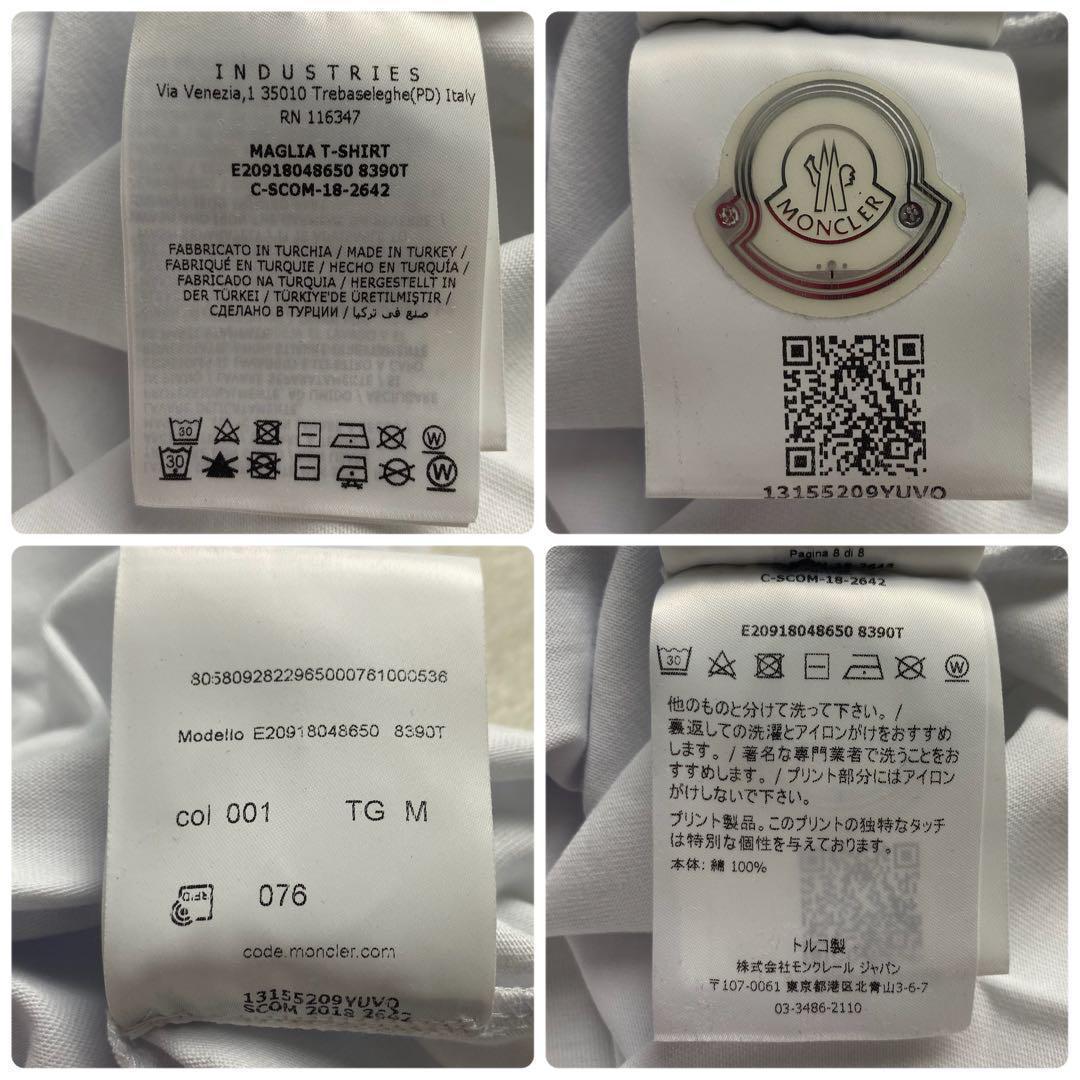 INDUSTRIES
Via Venezia,1 35010 Trebaseleghe(PD) Italy
RN 116347
MAGLIA T-SHIRT
E20918048650 8390T
C-SCOM-18-2642
FABBRICATO IN TURCHIA / MADE IN TURKEY /
FABRIQUÉ EN TURQUIE / HECHO EN TURQUÍA /
FABRICADO NA TURQUIA / HERGESTELLT IN
DER TÜRKEI / TÜRKİYE'DE ÜRETILMIŞTIR /
СДЕЛАНО В ТУРЦИИ / صنع في تركيا
30
W
30
W
MONCLER
13155209YUVO
8058092822965000761000536
Modello E20918048650 8390T
col 001 TG M
RFID
076
code.moncler.com
13155209YUVO
SCOM 2018 2642
Pagina 8 di 8
C-SCOM-18-2642
E20918048650 8390T
30
W
他のものと分けて洗って下さい。/
裏返しての洗濯とアイロンがけをおすすめ
します。/ 著名な専門業者で洗うことをお
すすめします。/ プリント部分にはアイロン
がけしないで下さい。
プリント製品。このプリントの独特なタッチ
は特別な個性を与えております。
本体: 綿 100%
トルコ製
株式会社モンクレール ジャパン
〒107-0061 東京都港区北青山3-6-7
03-3486-2110